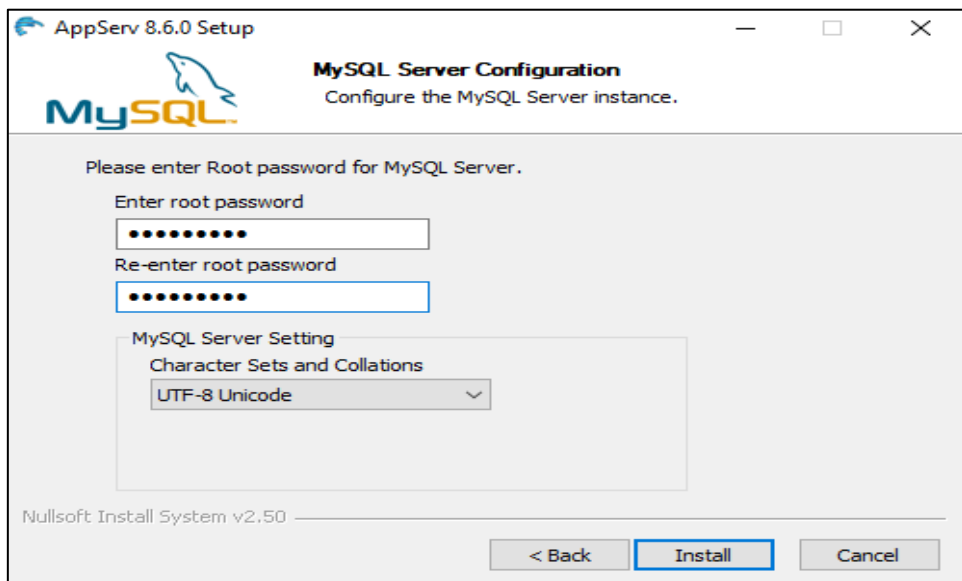 AppServ 8.6.0 Setup
MySQL Server Configuration
Configure the MySQL Server instance.
MySQL™
Please enter Root password for MySQL Server.
Enter root password
•••••••••
Re-enter root password
•••••••••
MySQL Server Setting
Character Sets and Collations
UTF-8 Unicode
Nullsoft Install System v2.50
< Back
Install
Cancel